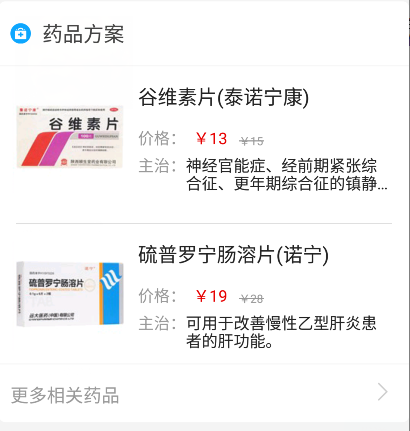 药品方案
谷维素片(泰诺宁康)
谷维素片
价格： ￥13 ￥15
主治： 神经官能症、经前期紧张综
合征、更年期综合征的镇静...
硫普罗宁肠溶片(诺宁)
硫普罗宁肠溶片
价格： ￥19 ￥28
主治： 可用于改善慢性乙型肝炎患
者的肝功能。
更多相关药品